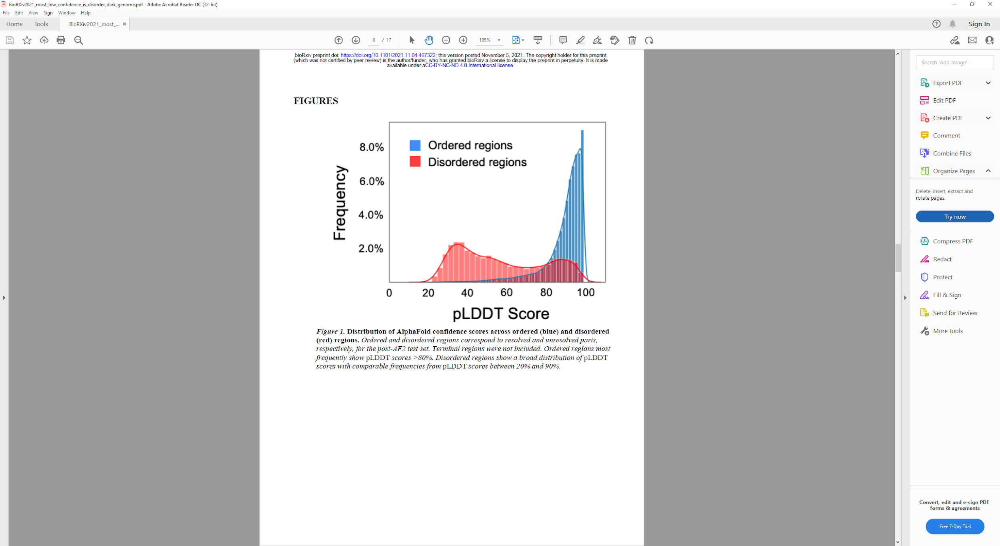 BioRXiv2021_most_low_confidence_is_disorder_dark_genome.pdf - Adobe Acrobat Reader DC (32-bit)
File Edit View Sign Window Help
Home Tools BioRXiv2021_most_... × Sign In
8 / 17 105%
bioRxiv preprint doi: https://doi.org/10.1101/2021.11.04.467322; this version posted November 5, 2021. The copyright holder for this preprint
(which was not certified by peer review) is the author/funder, who has granted bioRxiv a license to display the preprint in perpetuity. It is made
available under aCC-BY-NC-ND 4.0 International license.
FIGURES
Ordered regions
Disordered regions
Frequency
8.0%
6.0%
4.0%
2.0%
0 20 40 60 80 100
pLDDT Score
Figure 1. Distribution of AlphaFold confidence scores across ordered (blue) and disordered
(red) regions. Ordered and disordered regions correspond to resolved and unresolved parts,
respectively, for the post-AF2 test set. Terminal regions were not included. Ordered regions most
frequently show pLDDT scores >80%. Disordered regions show a broad distribution of pLDDT
scores with comparable frequencies from pLDDT scores between 20% and 90%.
Search 'Add Image'
Export PDF
Edit PDF
Create PDF
Comment
Combine Files
Organize Pages
Delete, insert, extract and
rotate pages.
Try now
Compress PDF
Redact
Protect
Fill & Sign
Send for Review
More Tools
Convert, edit and e-sign PDF
forms & agreements
Free 7-Day Trial